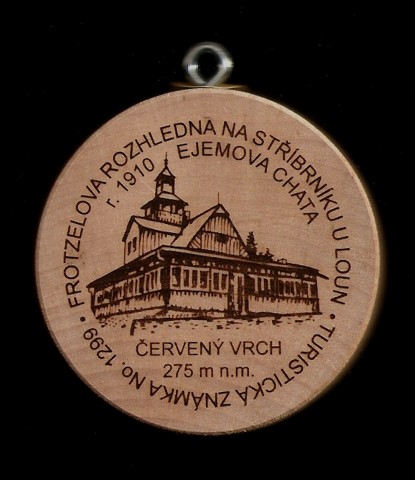 FROTZELOVA ROZHLEDNA NA STŘÍBRNÍKU U LOUN
r. 1910 EJEMOVA CHATA
ČERVENÝ VRCH
275 m n.m.
• TURISTICKÁ ZNÁMKA No. 1299 •